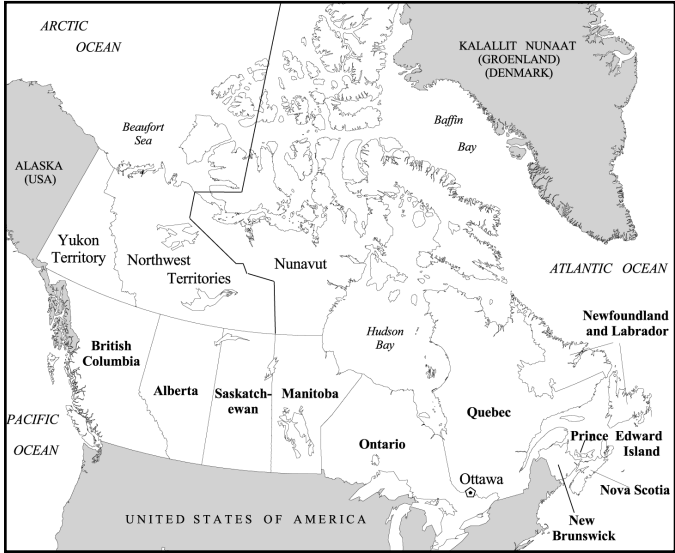 ARCTIC
OCEAN
KALALLIT NUNAAT
(GROENLAND)
(DENMARK)
Beaufort
Sea
Baffin
Bay
ALASKA
(USA)
Yukon
Territory
Northwest
Territories
Nunavut
ATLANTIC OCEAN
Newfoundland
and Labrador
Hudson
Bay
British
Columbia
Alberta
Saskatch-
ewan
Manitoba
Quebec
PACIFIC
OCEAN
Ontario
Prince Edward
Island
Ottawa
Nova Scotia
UNITED STATES OF AMERICA
New
Brunswick